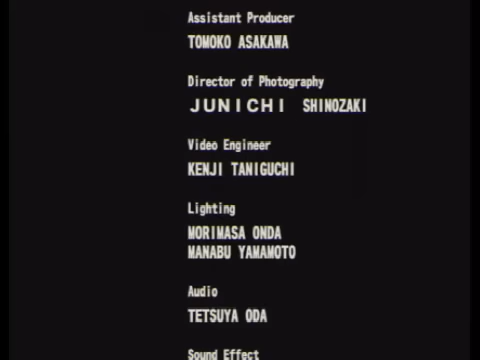 Assistant Producer
TOMOKO ASAKAWA
Director of Photography
JUNICHI SHINOZAKI
Video Engineer
KENJI TANIGUCHI
Lighting
MORIMASA ONDA
MANABU YAMAMOTO
Audio
TETSUYA ODA
Sound Effect